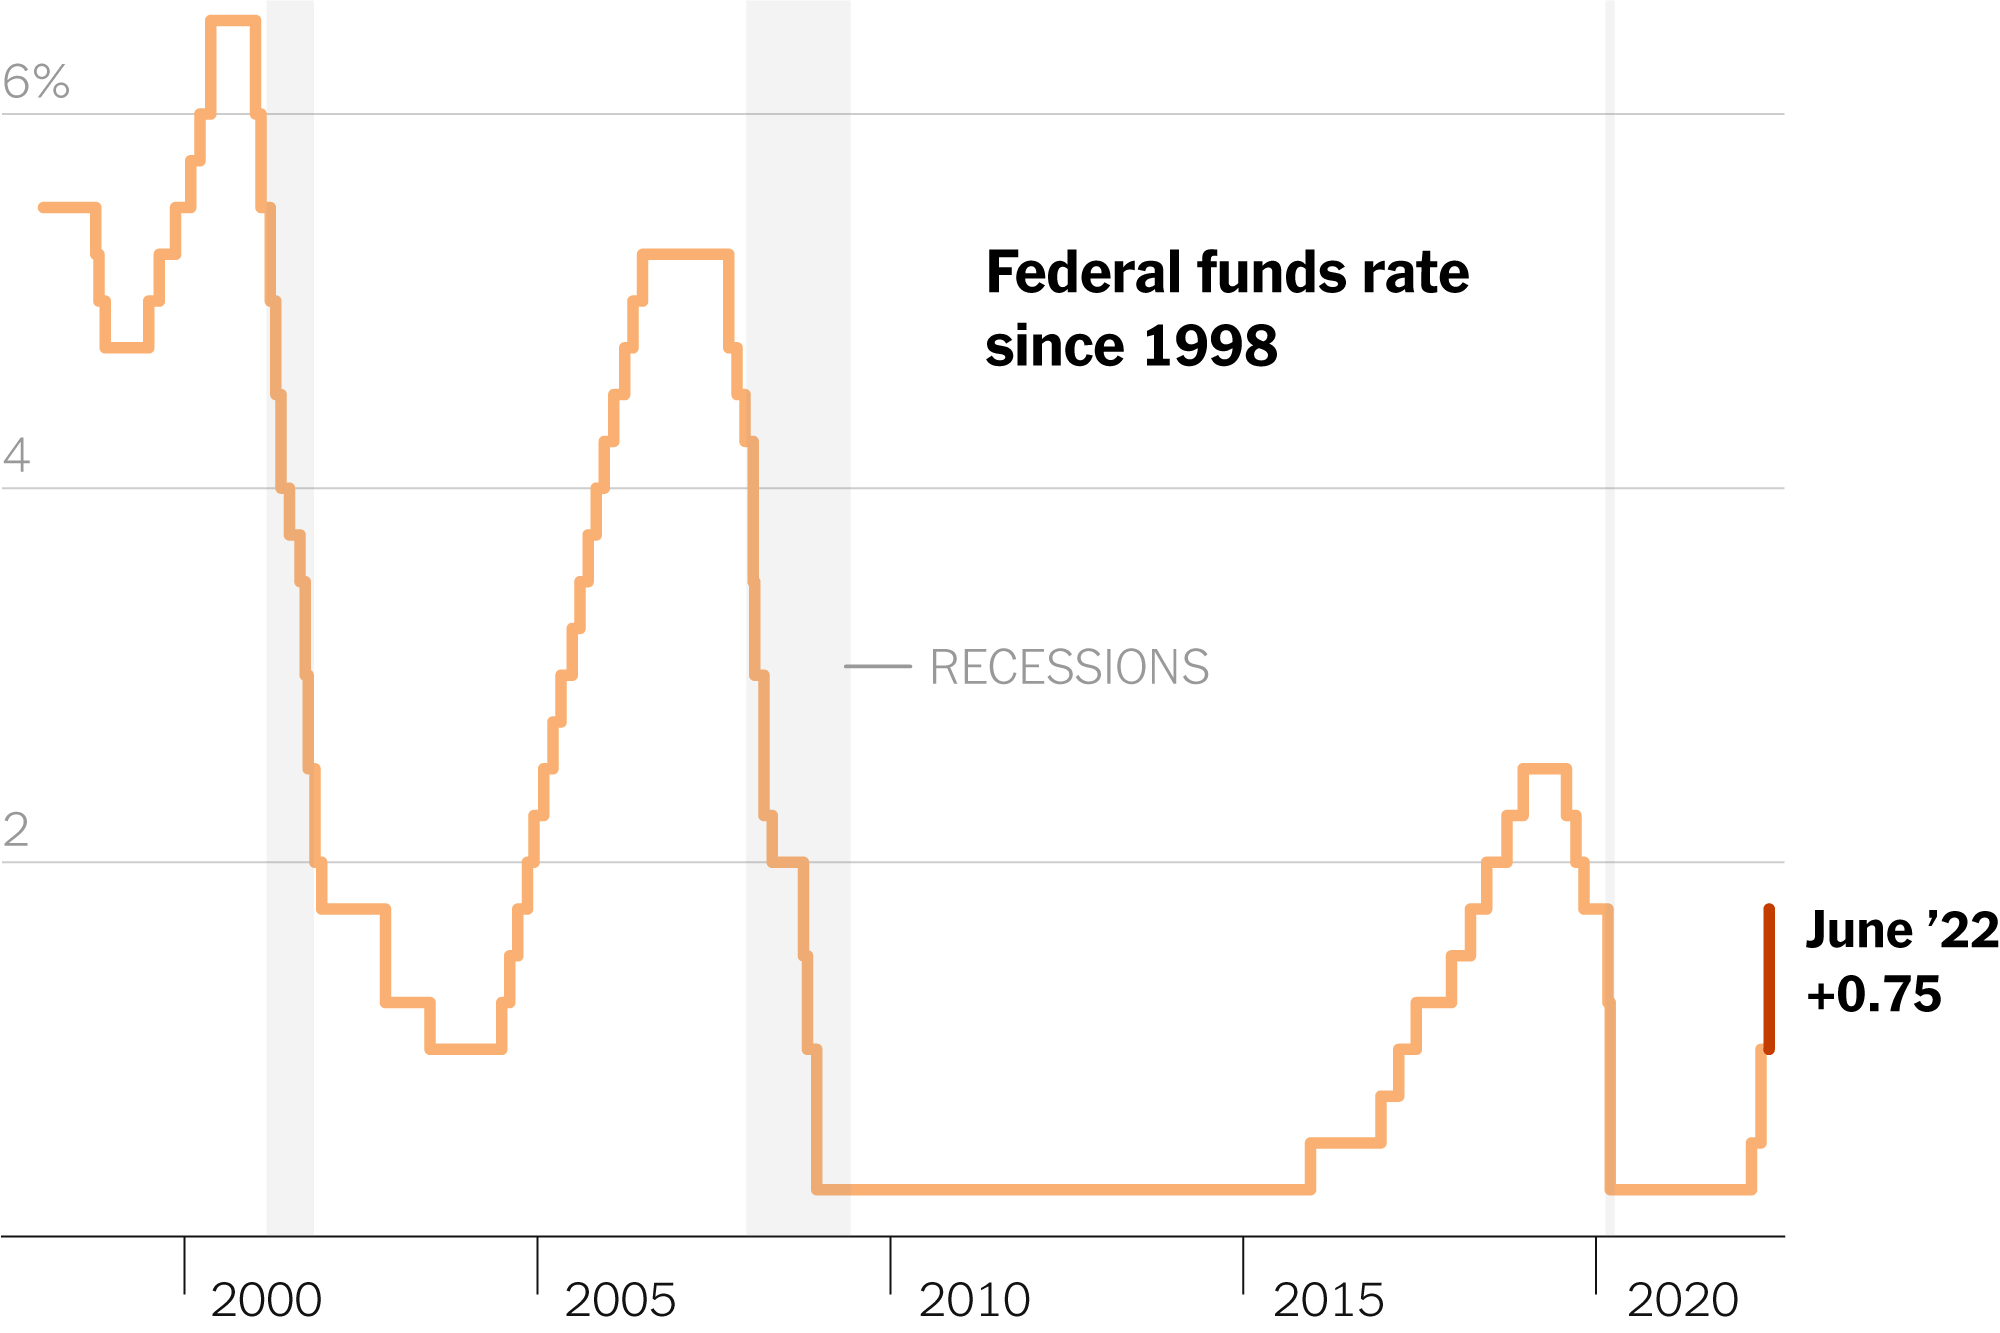 6%
Federal funds rate
since 1998
4
RECESSIONS
2
June ’22
+0.75
2000 2005 2010 2015 2020